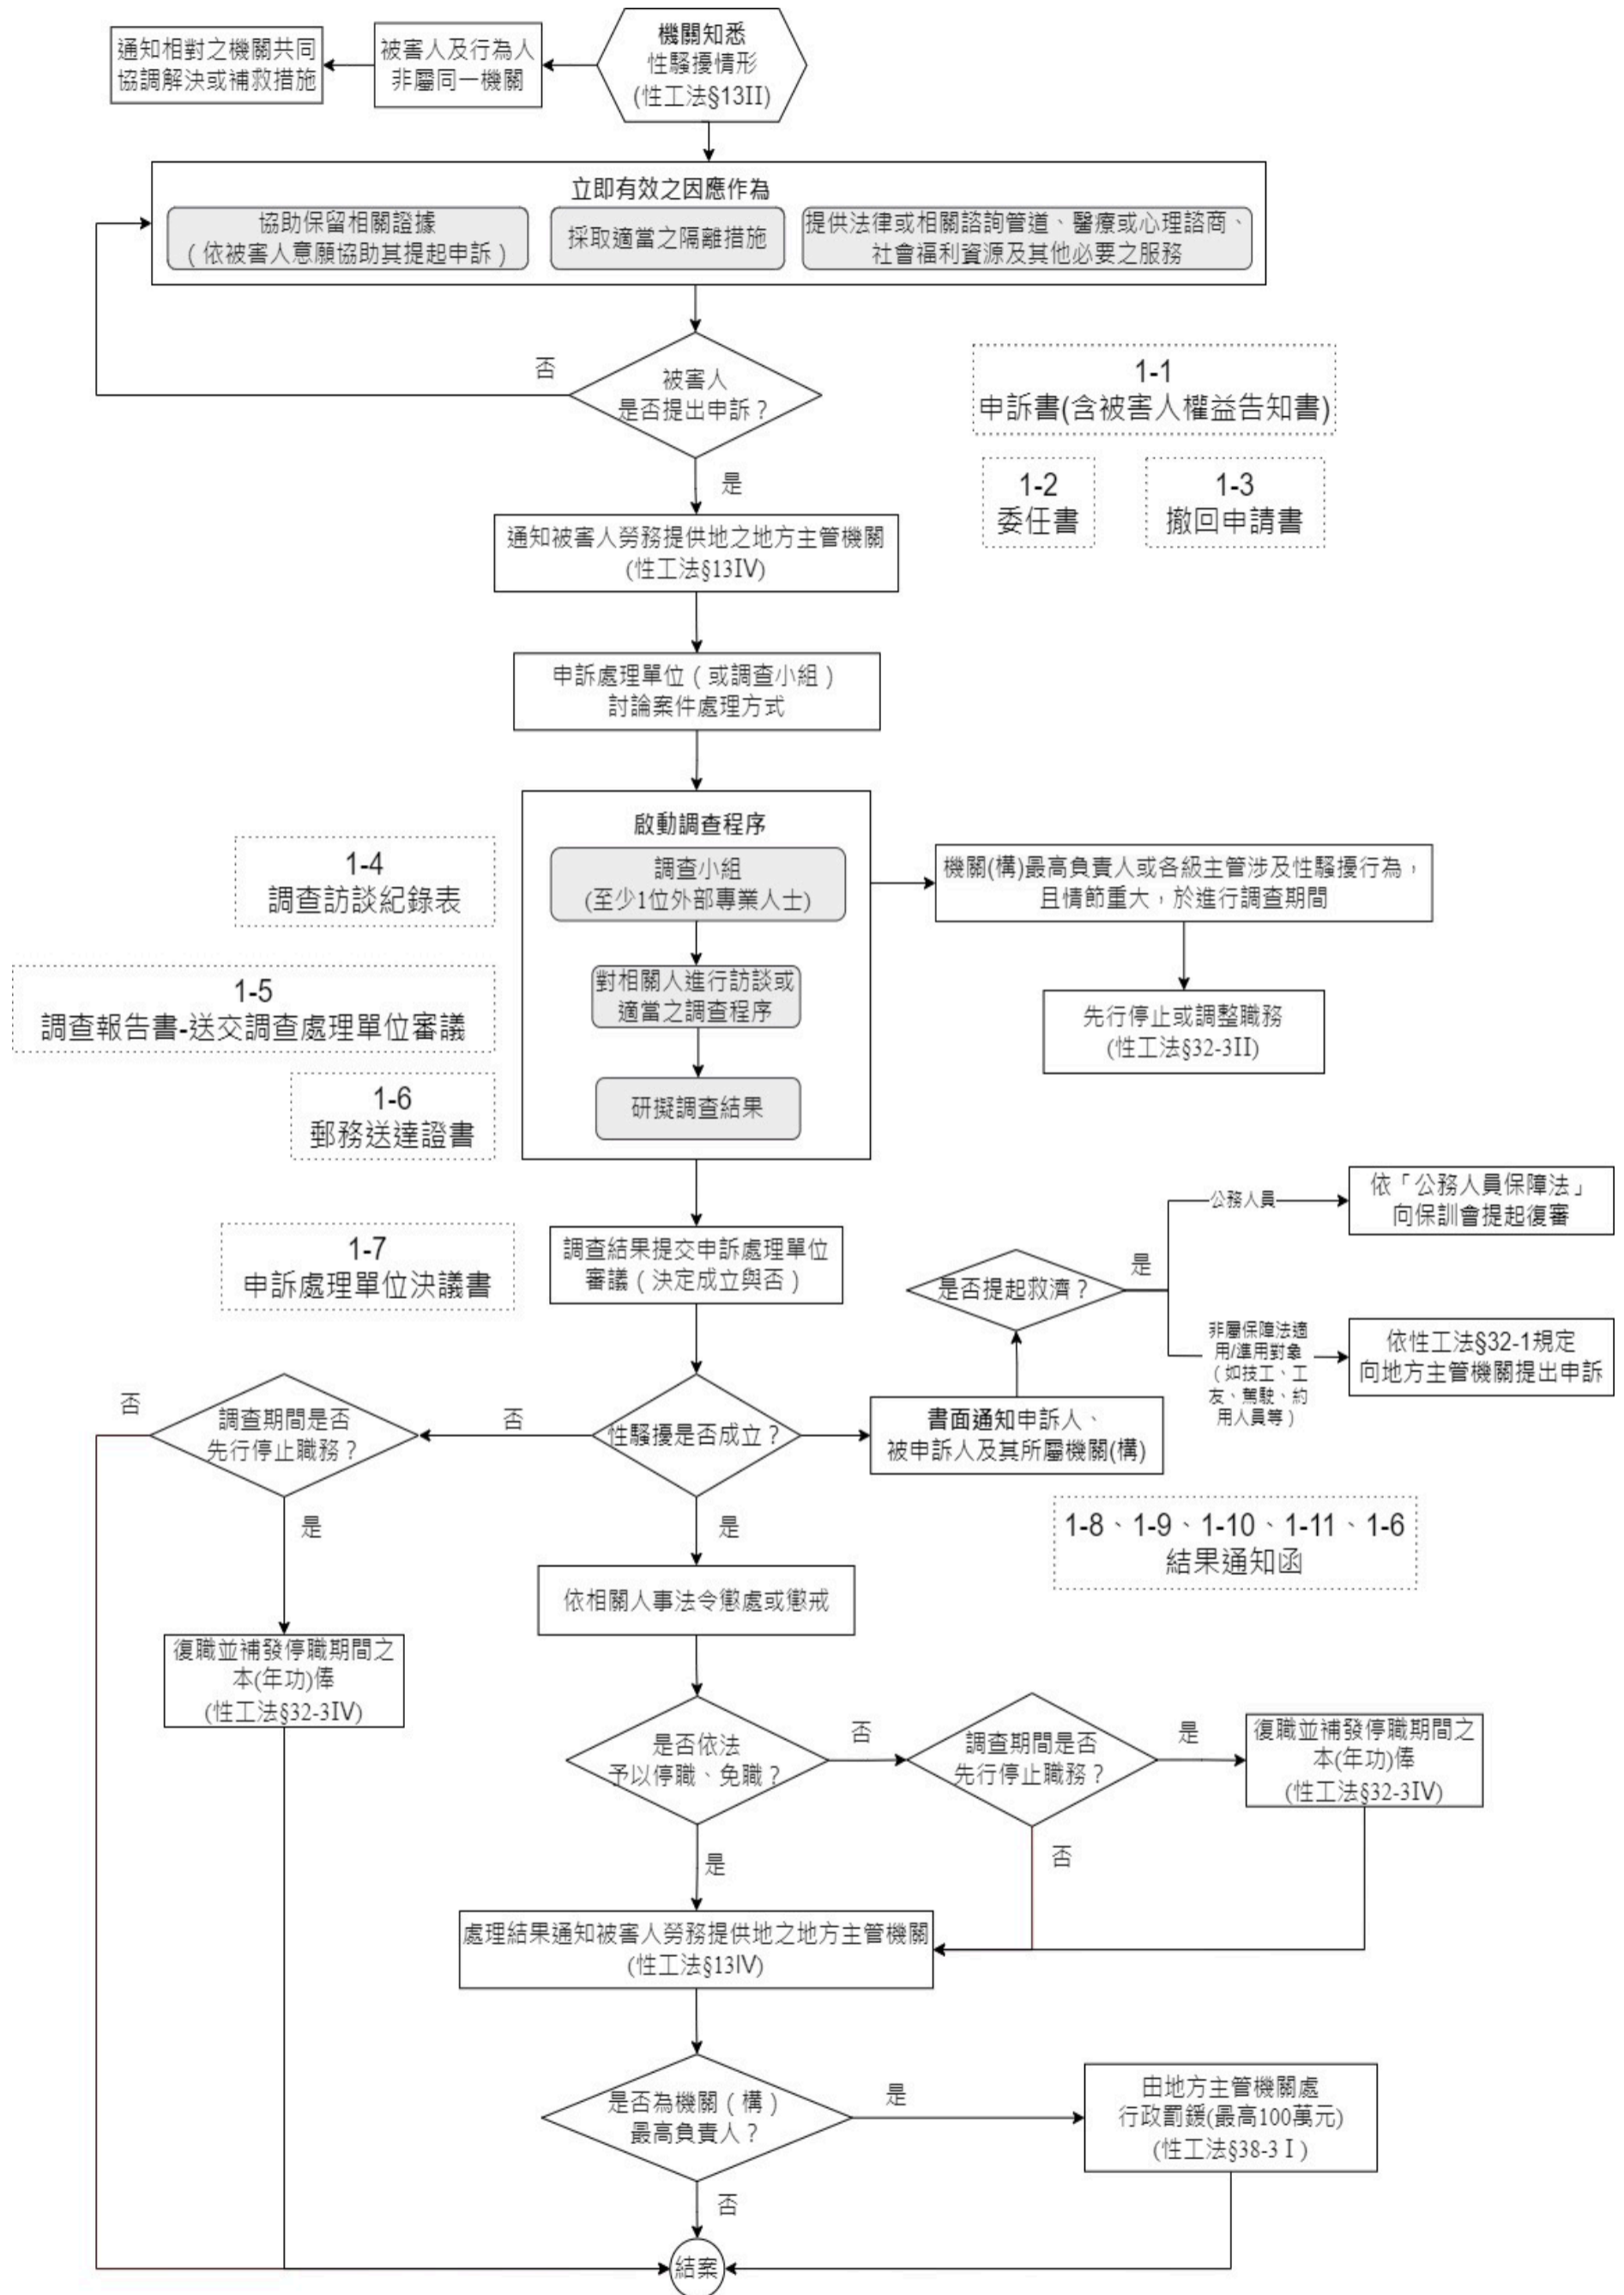 機關知悉
性騷擾情形
(性工法§13II)
被害人及行為人
非屬同一機關
通知相對之機關共同
協調解決或補救措施
立即有效之因應作為
協助保留相關證據
（依被害人意願協助其提起申訴）
採取適當之隔離措施
提供法律或相關諮詢管道、醫療或心理諮商、
社會福利資源及其他必要之服務
否
被害人
是否提出申訴？
是
1-1
申訴書(含被害人權益告知書)
1-2
委任書
1-3
撤回申請書
通知被害人勞務提供地之地方主管機關
(性工法§13IV)
申訴處理單位（或調查小組）
討論案件處理方式
啟動調查程序
調查小組
(至少1位外部專業人士)
對相關人進行訪談或
適當之調查程序
研擬調查結果
1-4
調查訪談紀錄表
1-5
調查報告書-送交調查處理單位審議
1-6
郵務送達證書
機關(構)最高負責人或各級主管涉及性騷擾行為，
且情節重大，於進行調查期間
先行停止或調整職務
(性工法§32-3II)
1-7
申訴處理單位決議書
調查結果提交申訴處理單位
審議（決定成立與否）
是否提起救濟？
是
公務人員
依「公務人員保障法」
向保訓會提起復審
非屬保障法適
用/準用對象
（如技工、工
友、駕駛、約
用人員等）
依性工法§32-1規定
向地方主管機關提出申訴
否
調查期間是否
先行停止職務？
否
性騷擾是否成立？
書面通知申訴人、
被申訴人及其所屬機關(構)
是
是
1-8、1-9、1-10、1-11、1-6
結果通知函
依相關人事法令懲處或懲戒
復職並補發停職期間之
本(年功)俸
(性工法§32-3IV)
是否依法
予以停職、免職？
否
調查期間是否
先行停止職務？
是
復職並補發停職期間之
本(年功)俸
(性工法§32-3IV)
是
否
處理結果通知被害人勞務提供地之地方主管機關
(性工法§13IV)
是否為機關（構）
最高負責人？
是
由地方主管機關處
行政罰鍰(最高100萬元)
(性工法§38-3 I )
否
結案